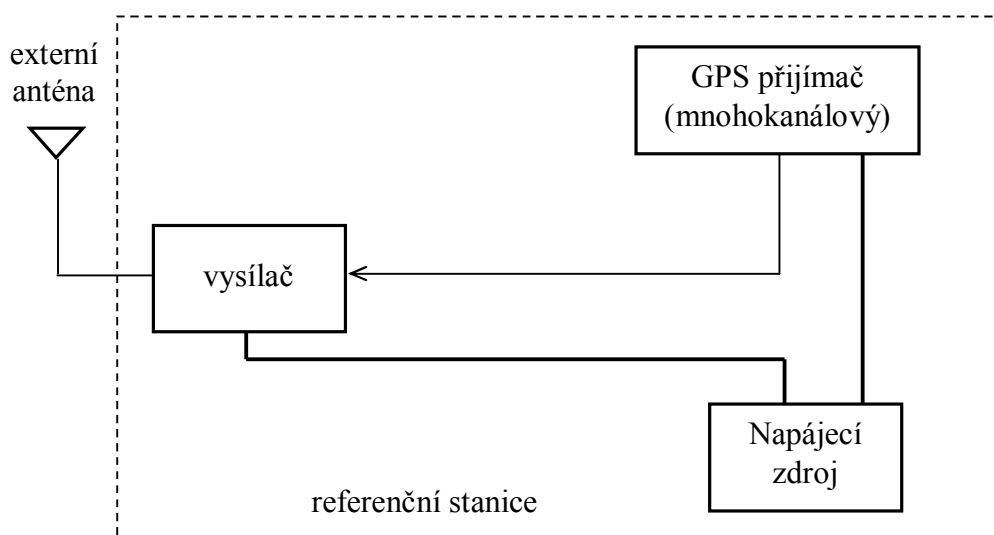 externí
anténa
GPS přijímač
(mnohokanálový)
vysílač
Napájecí
zdroj
referenční stanice